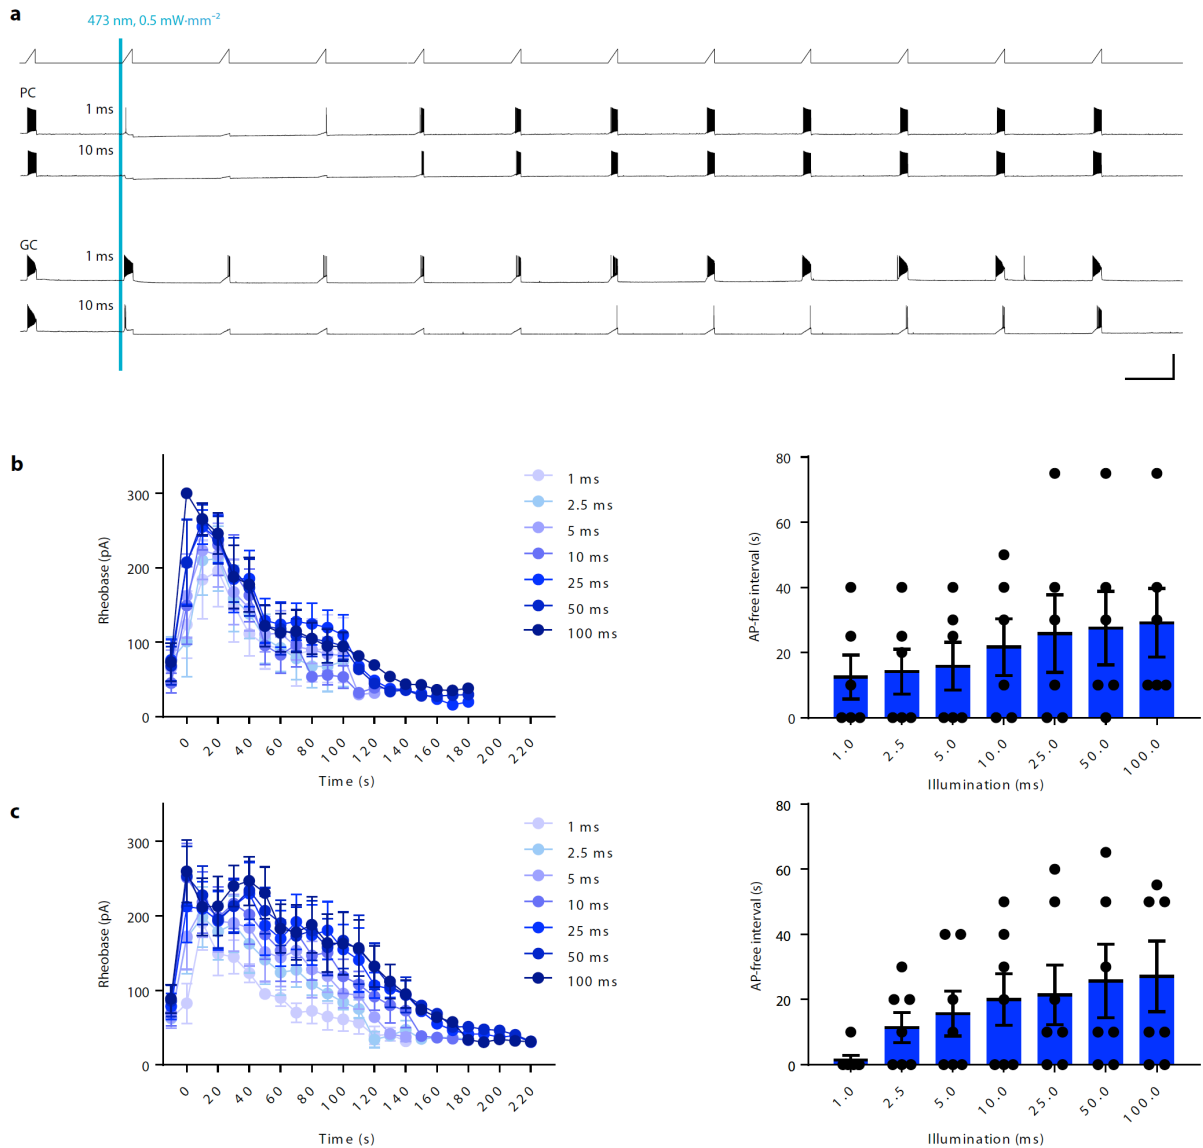 a
473 nm, 0.5 mW·mm⁻²
PC
1 ms
10 ms
GC
1 ms
10 ms
b
Rheobase (pA)
300
200
100
0
0 20 40 60 80 100 120 140 160 180 200 220
Time (s)
1 ms
2.5 ms
5 ms
10 ms
25 ms
50 ms
100 ms
AP-free interval (s)
80
60
40
20
0
1.0 2.5 5.0 10.0 25.0 50.0 100.0
Illumination (ms)
c
Rheobase (pA)
300
200
100
0
0 20 40 60 80 100 120 140 160 180 200 220
Time (s)
1 ms
2.5 ms
5 ms
10 ms
25 ms
50 ms
100 ms
AP-free interval (s)
80
60
40
20
0
1.0 2.5 5.0 10.0 25.0 50.0 100.0
Illumination (ms)